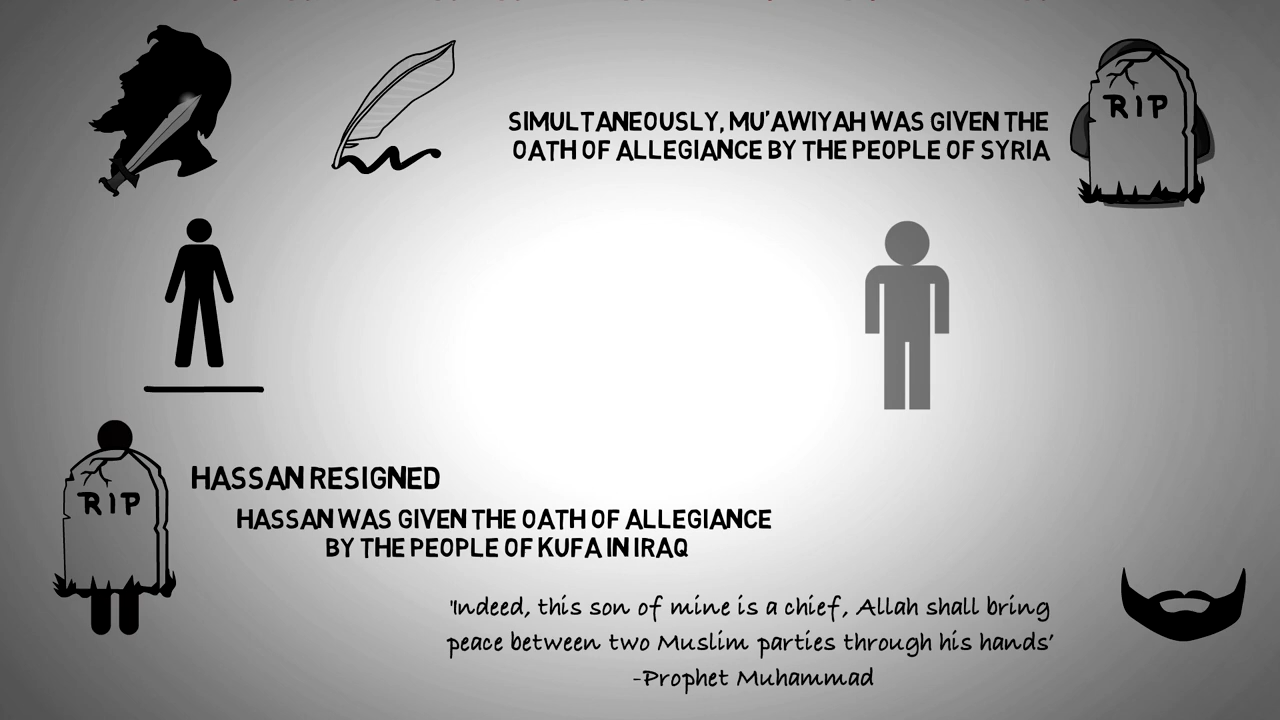 SIMULTANEOUSLY, MU'AWIYAH WAS GIVEN THE
OATH OF ALLEGIANCE BY THE PEOPLE OF SYRIA
RIP
RIP
HASSAN RESIGNED
HASSAN WAS GIVEN THE OATH OF ALLEGIANCE
BY THE PEOPLE OF KUFA IN IRAQ
'Indeed, this son of mine is a chief, Allah shall bring
peace between two Muslim parties through his hands'
-Prophet Muhammad